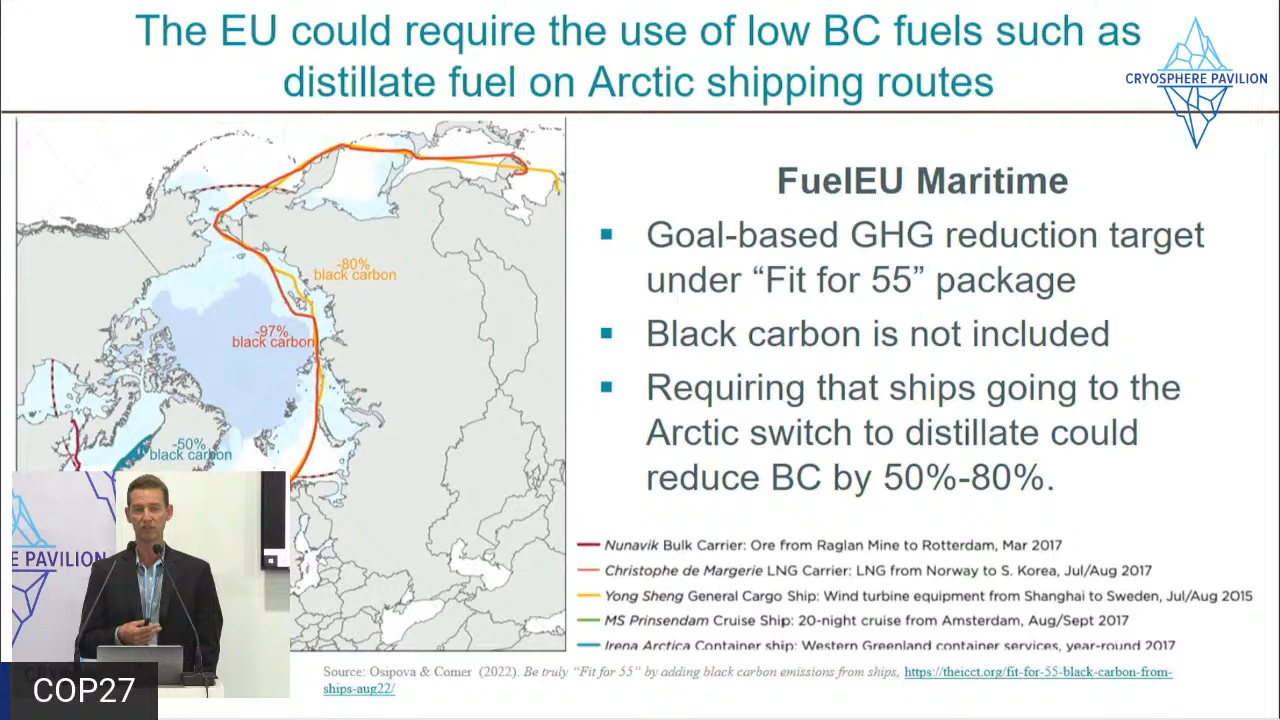 The EU could require the use of low BC fuels such as
distillate fuel on Arctic shipping routes
CRYOSPHERE PAVILION
-80%
black carbon
-97%
black carbon
-50%
black carbon
FuelEU Maritime
▪ Goal-based GHG reduction target
under “Fit for 55” package
▪ Black carbon is not included
▪ Requiring that ships going to the
Arctic switch to distillate could
reduce BC by 50%-80%.
Nunavik Bulk Carrier: Ore from Raglan Mine to Rotterdam, Mar 2017
Christophe de Margerie LNG Carrier: LNG from Norway to S. Korea, Jul/Aug 2017
Yong Sheng General Cargo Ship: Wind turbine equipment from Shanghai to Sweden, Jul/Aug 2015
MS Prinsendam Cruise Ship: 20-night cruise from Amsterdam, Aug/Sept 2017
Irena Arctica Container ship: Western Greenland container services, year-round 2017
Source: Osipova & Comer (2022). Be truly “Fit for 55” by adding black carbon emissions from ships, https://theicct.org/fit-for-55-black-carbon-from-
ships-aug22/
RE PAVILION
COP27